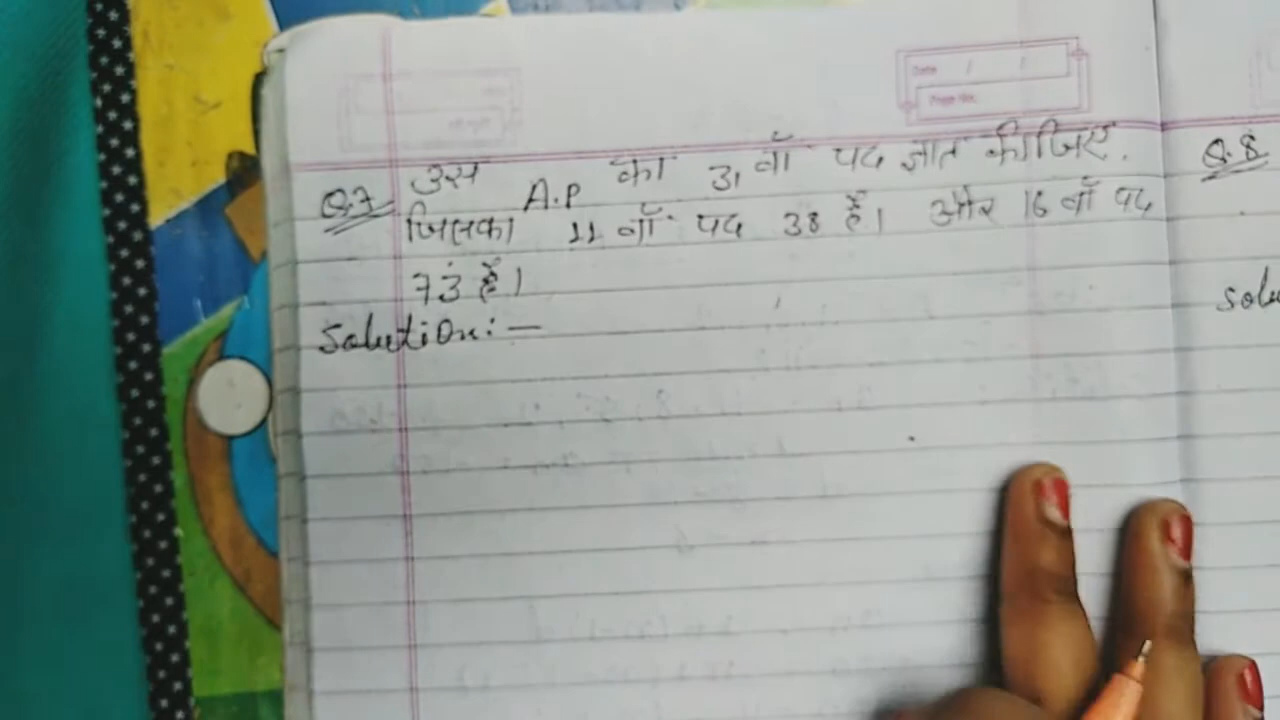 Date / /
Page No.
Q.7 उस A.P का 31 वाँ पद ज्ञात कीजिए.
जिसका 11 वाँ पद 38 हैं। और 16 वाँ पद
73 हैं।
Solution:—
Q.8
Solu